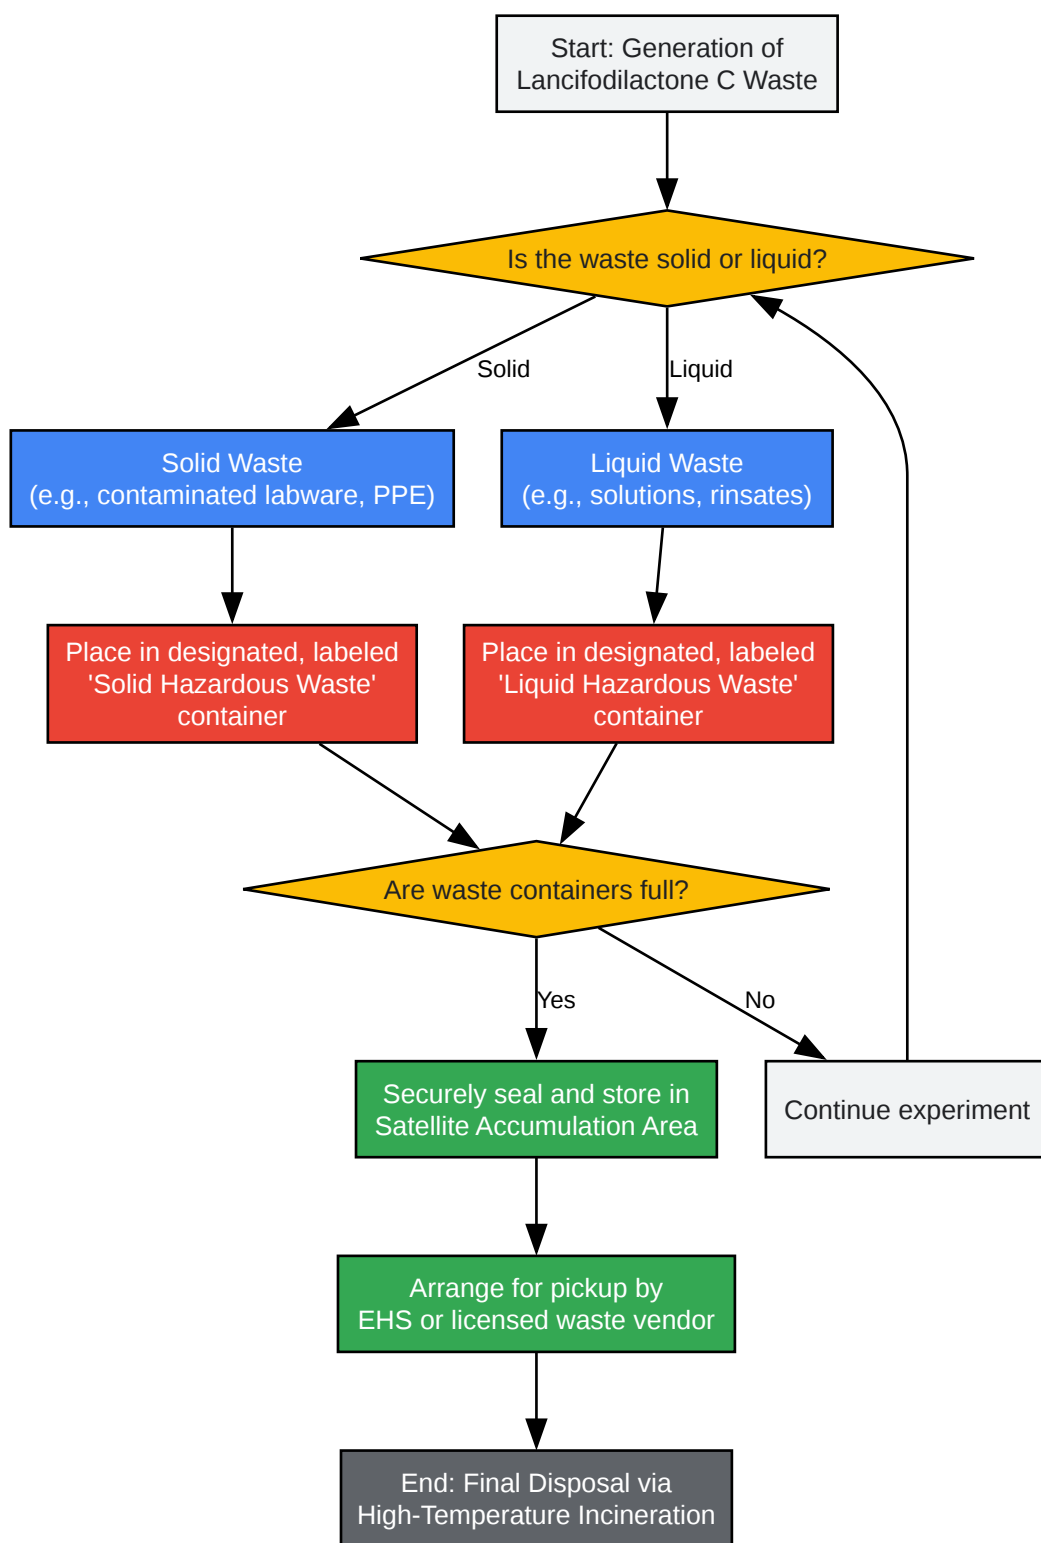 Start: Generation of
Lancifodilactone C Waste
Is the waste solid or liquid?
Solid
Liquid
Solid Waste
(e.g., contaminated labware, PPE)
Liquid Waste
(e.g., solutions, rinsates)
Place in designated, labeled
'Solid Hazardous Waste'
container
Place in designated, labeled
'Liquid Hazardous Waste'
container
Are waste containers full?
Yes
No
Securely seal and store in
Satellite Accumulation Area
Continue experiment
Arrange for pickup by
EHS or licensed waste vendor
End: Final Disposal via
High-Temperature Incineration